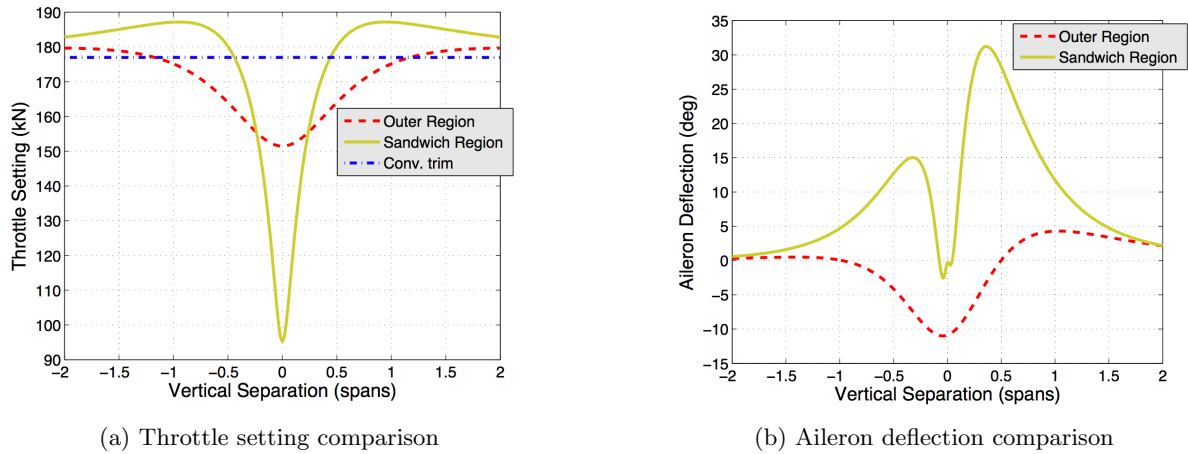 190
180
170
160
150
140
130
120
110
100
90
Throttle Setting (kN)
Outer Region
Sandwich Region
Conv. trim
−2 −1.5 −1 −0.5 0 0.5 1 1.5 2
Vertical Separation (spans)
(a) Throttle setting comparison
35
30
25
20
15
10
5
0
−5
−10
−15
Aileron Deflection (deg)
Outer Region
Sandwich Region
−2 −1.5 −1 −0.5 0 0.5 1 1.5 2
Vertical Separation (spans)
(b) Aileron deflection comparison